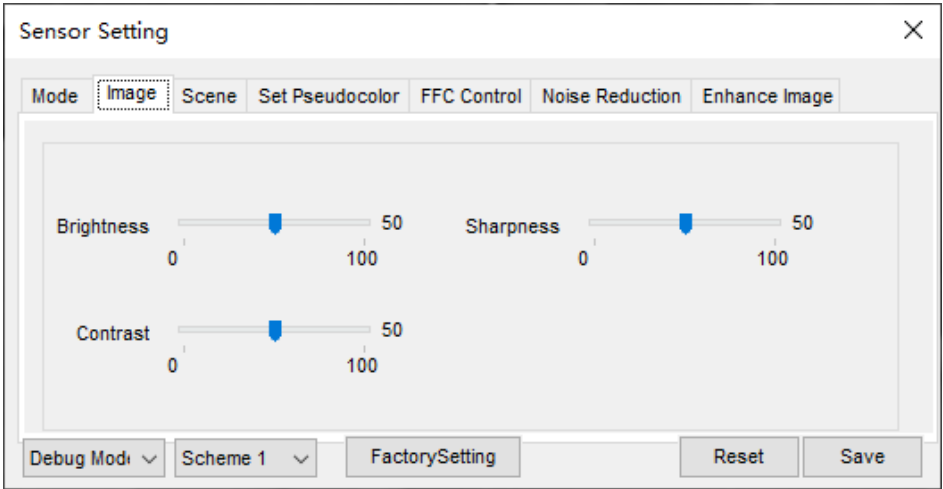 Sensor Setting
Mode Image Scene Set Pseudocolor FFC Control Noise Reduction Enhance Image
Brightness 50 Sharpness 50
0 100 0 100
Contrast 50
0 100
Debug Mod Scheme 1 FactorySetting Reset Save